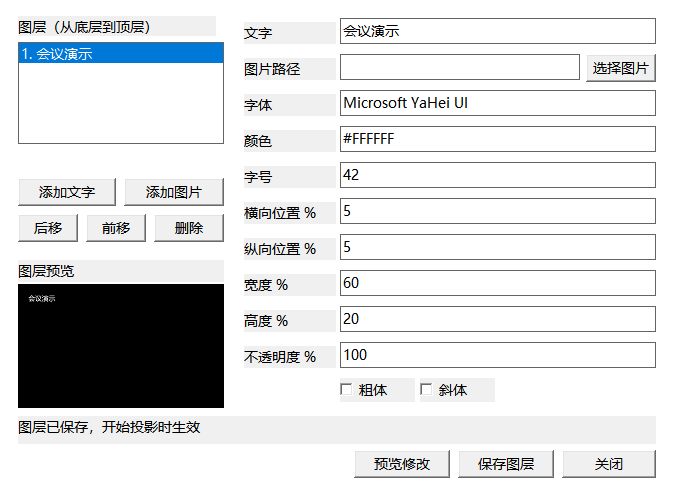 图层（从底层到顶层）
1. 会议演示
添加文字
添加图片
后移
前移
删除
图层预览
会议演示
文字
会议演示
图片路径
选择图片
字体
Microsoft YaHei UI
颜色
#FFFFFF
字号
42
横向位置 %
5
纵向位置 %
5
宽度 %
60
高度 %
20
不透明度 %
100
粗体
斜体
图层已保存，开始投影时生效
预览修改
保存图层
关闭